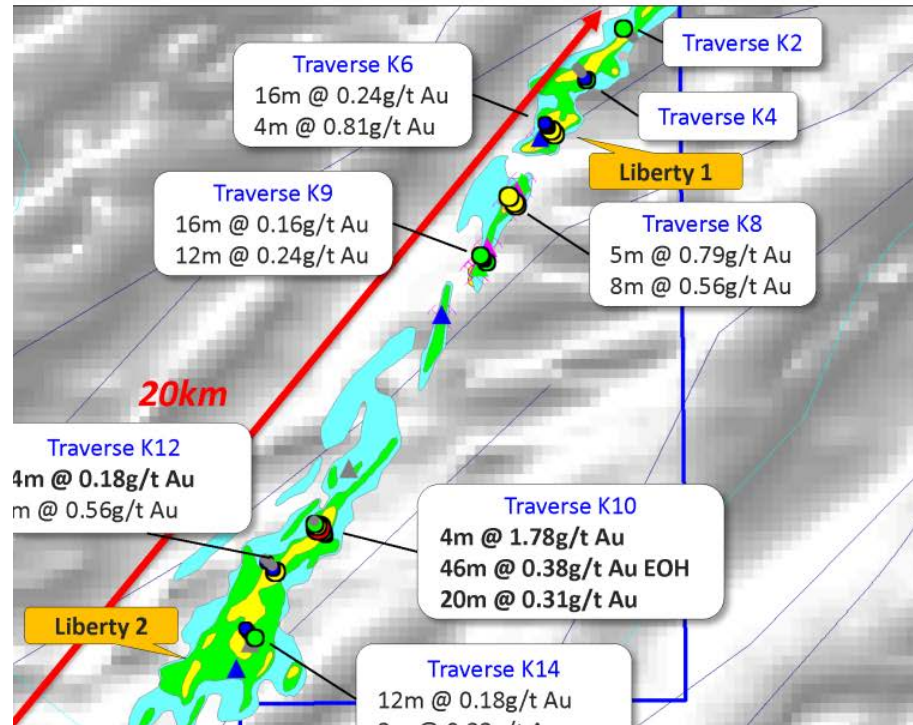 Traverse K2
Traverse K6
16m @ 0.24g/t Au
4m @ 0.81g/t Au
Traverse K4
Liberty 1
Traverse K9
16m @ 0.16g/t Au
12m @ 0.24g/t Au
Traverse K8
5m @ 0.79g/t Au
8m @ 0.56g/t Au
20km
Traverse K12
4m @ 0.18g/t Au
m @ 0.56g/t Au
Traverse K10
4m @ 1.78g/t Au
46m @ 0.38g/t Au EOH
20m @ 0.31g/t Au
Liberty 2
Traverse K14
12m @ 0.18g/t Au